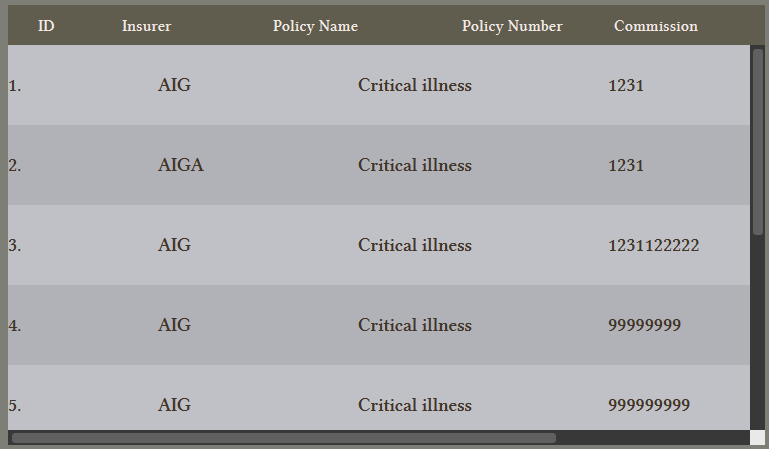 ID Insurer Policy Name Policy Number Commission
1. AIG Critical illness 1231
2. AIGA Critical illness 1231
3. AIG Critical illness 1231122222
4. AIG Critical illness 99999999
5. AIG Critical illness 999999999